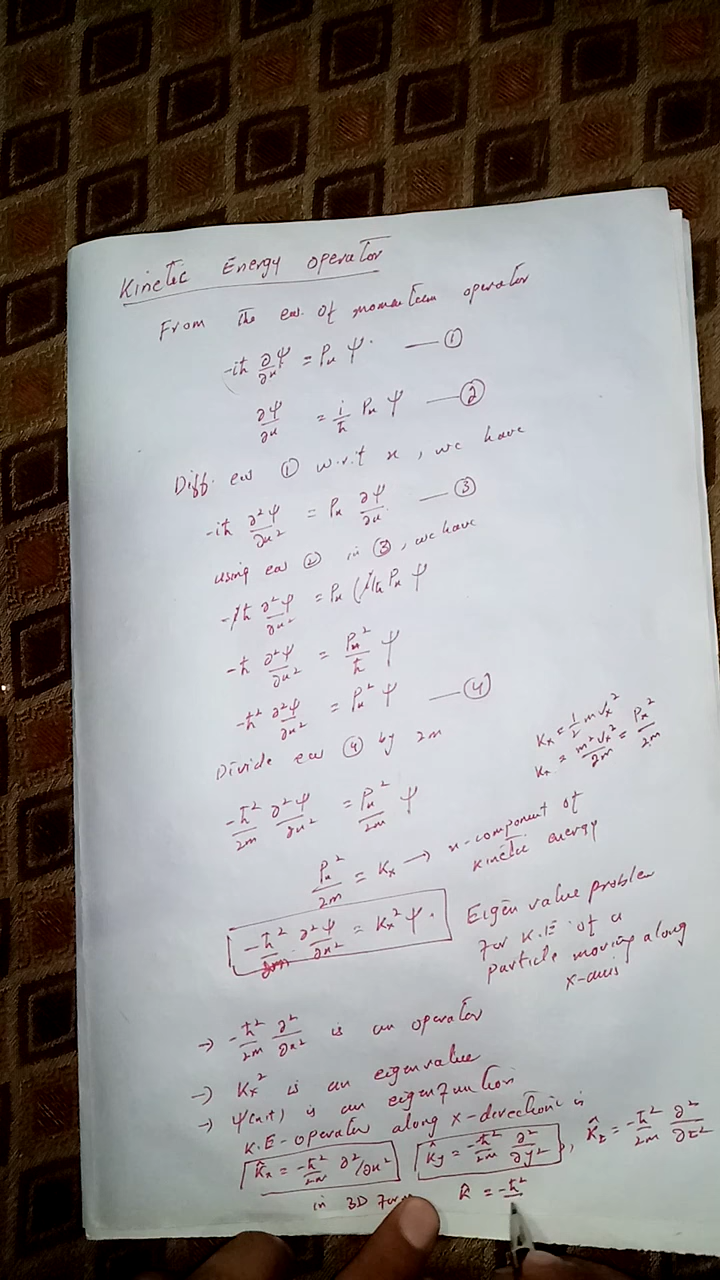 Kinetic Energy operator
From the eq. of momentum operator
-iħ ∂ψ/∂x = Px ψ. —①
∂ψ/∂x = i/ħ Px ψ —②
Diff. eq ① w.r.t x, we have
-iħ ∂²ψ/∂x² = Px ∂ψ/∂x. —③
using eq ② in ③, we have
-iħ ∂²ψ/∂x² = Px (i/ħ Px ψ
-ħ ∂²ψ/∂x² = Px²/ħ ψ
-ħ² ∂²ψ/∂x² = Px² ψ —④
Divide eq ④ by 2m
Kx = 1/2 mVx²
Kx = m²Vx²/2m = Px²/2m
-ħ²/2m ∂²ψ/∂x² = Px²/2m ψ
Px²/2m = Kx → x-component of
kinetic energy
-ħ²/2m ∂²ψ/∂x² = Kx² ψ.
Eigen value problem
for K.E of a
particle moving along
x-axis
→ -ħ²/2m ∂²/∂x² is an operator
→ Kx² is an eigenvalue
→ ψ(x,t) is an eigenfunction
K.E-operator along x-direction is
K̂x = -ħ²/2m ∂²/∂x² K̂y = -ħ²/2m ∂²/∂y², K̂z = -ħ²/2m ∂²/∂z²
in 3D form K̂ = -ħ²